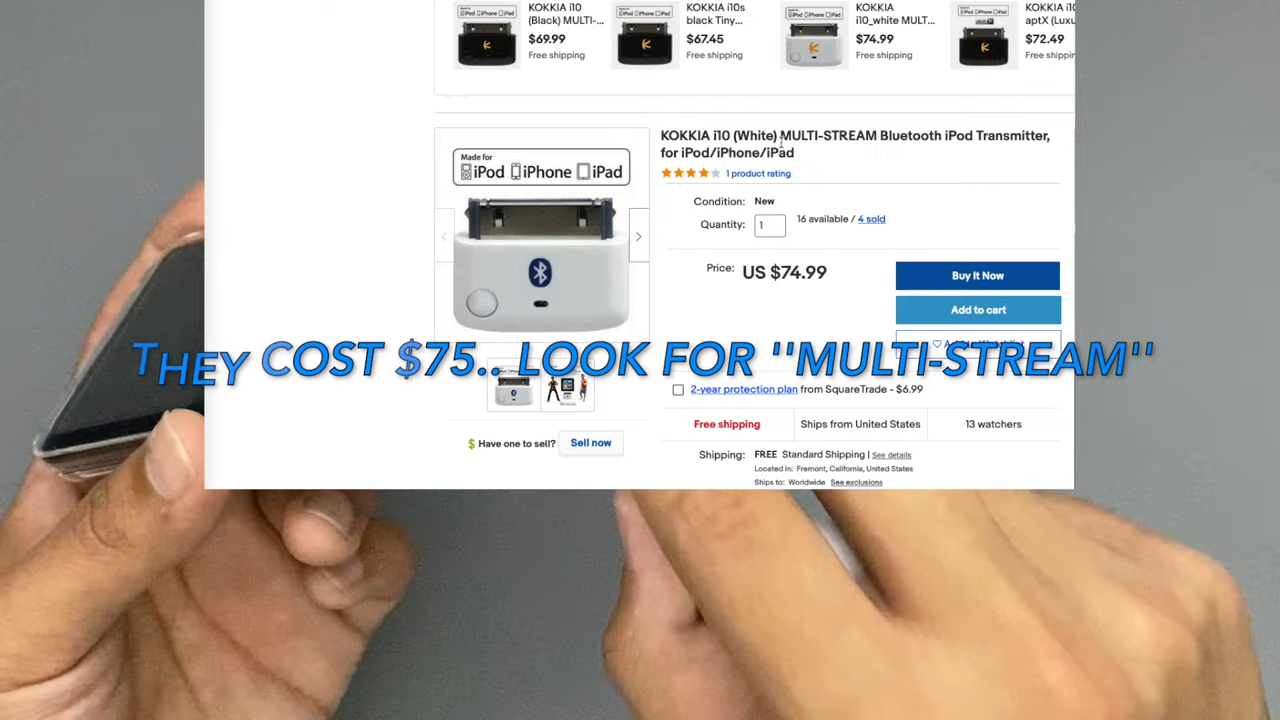 KOKKIA i10
(Black) MULTI-...
$69.99
Free shipping
KOKKIA i10s
black Tiny...
$67.45
Free shipping
KOKKIA
i10_white MULT...
$74.99
Free shipping
KOKKIA i10
aptX (Luxu
$72.49
Free shipping
KOKKIA i10 (White) MULTI-STREAM Bluetooth iPod Transmitter,
for iPod/iPhone/iPad
1 product rating
Made for
iPod iPhone iPad
Condition: New
Quantity: 1 16 available / 4 sold
Price: US $74.99
Buy It Now
Add to cart
THEY COST $75.. LOOK FOR "MULTI-STREAM"
2-year protection plan from SquareTrade - $6.99
Free shipping
Ships from United States
13 watchers
$ Have one to sell? Sell now
Shipping: FREE Standard Shipping | See details
Located in: Fremont, California, United States
Ships to: Worldwide See exclusions